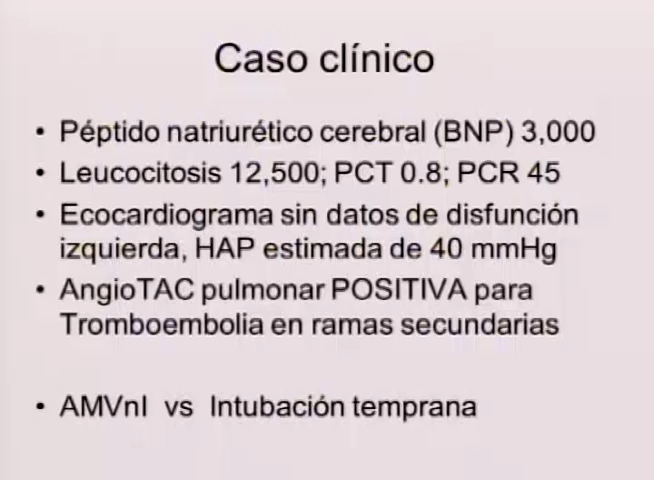 Caso clínico
• Péptido natriurético cerebral (BNP) 3,000
• Leucocitosis 12,500; PCT 0.8; PCR 45
• Ecocardiograma sin datos de disfunción
izquierda, HAP estimada de 40 mmHg
• AngioTAC pulmonar POSITIVA para
Tromboembolia en ramas secundarias
• AMVnI vs Intubación temprana